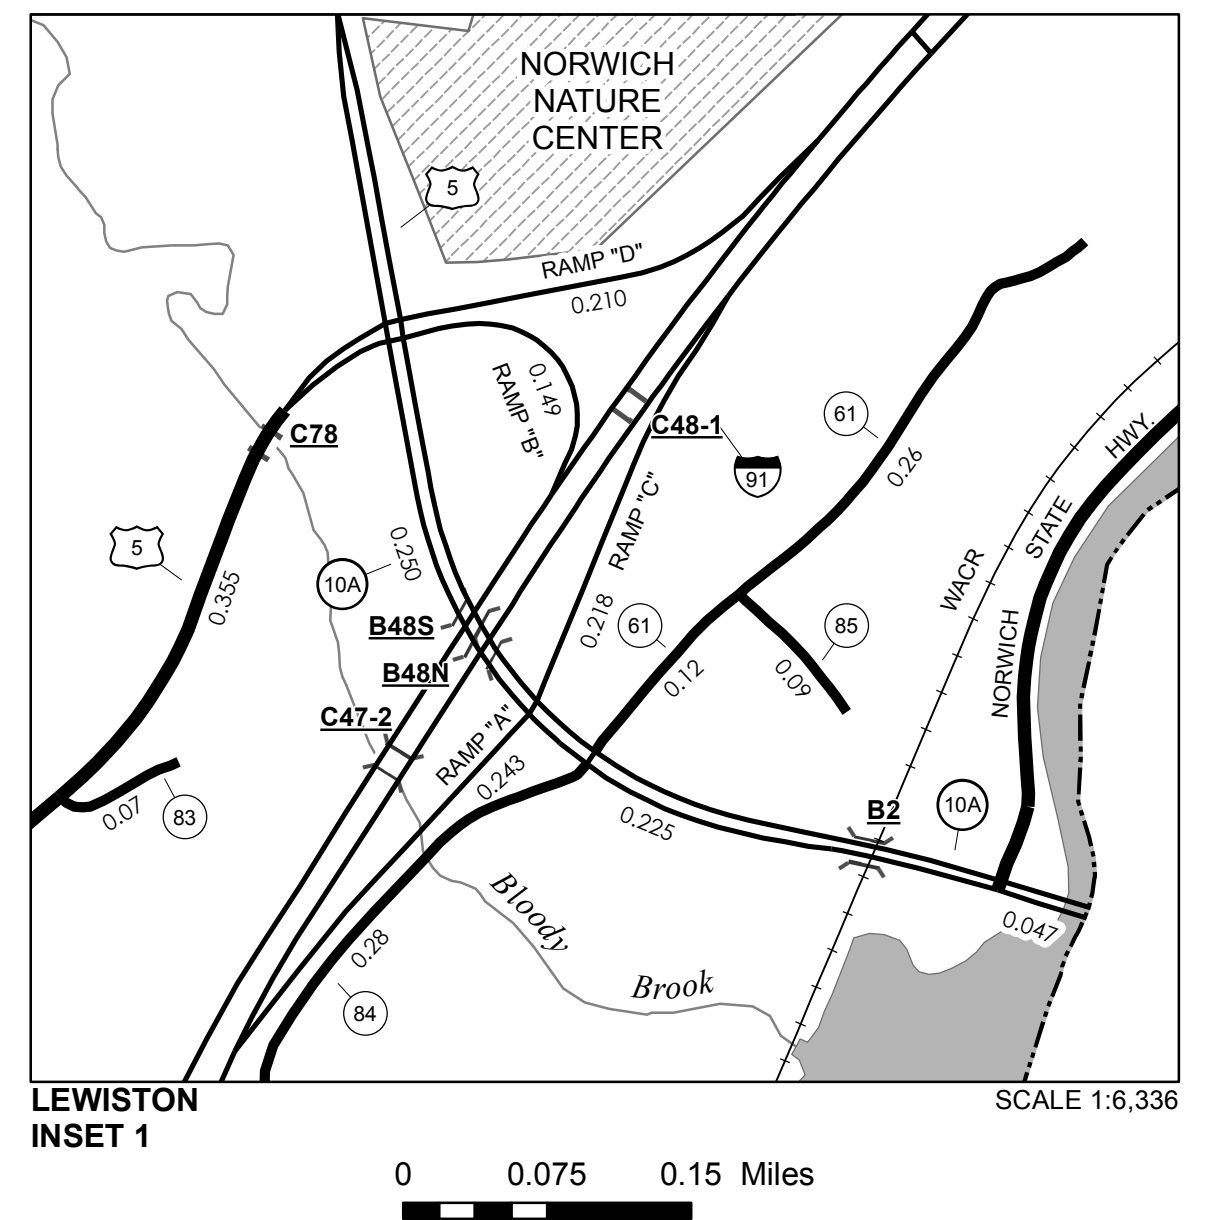 NORWICH
NATURE
CENTER
5
RAMP "D"
0.210
0.149
RAMP "B"
C78
C48-1
61
91
0.26
HWY.
STATE
NORWICH
WACR
5
0.355
0.250
10A
RAMP "C"
0.218
B48S
B48N
61
85
0.12
0.09
C47-2
RAMP "A"
0.243
0.07
83
0.225
B2
10A
Bloody
Brook
0.047
0.28
84
LEWISTON
INSET 1
SCALE 1:6,336
0 0.075 0.15 Miles